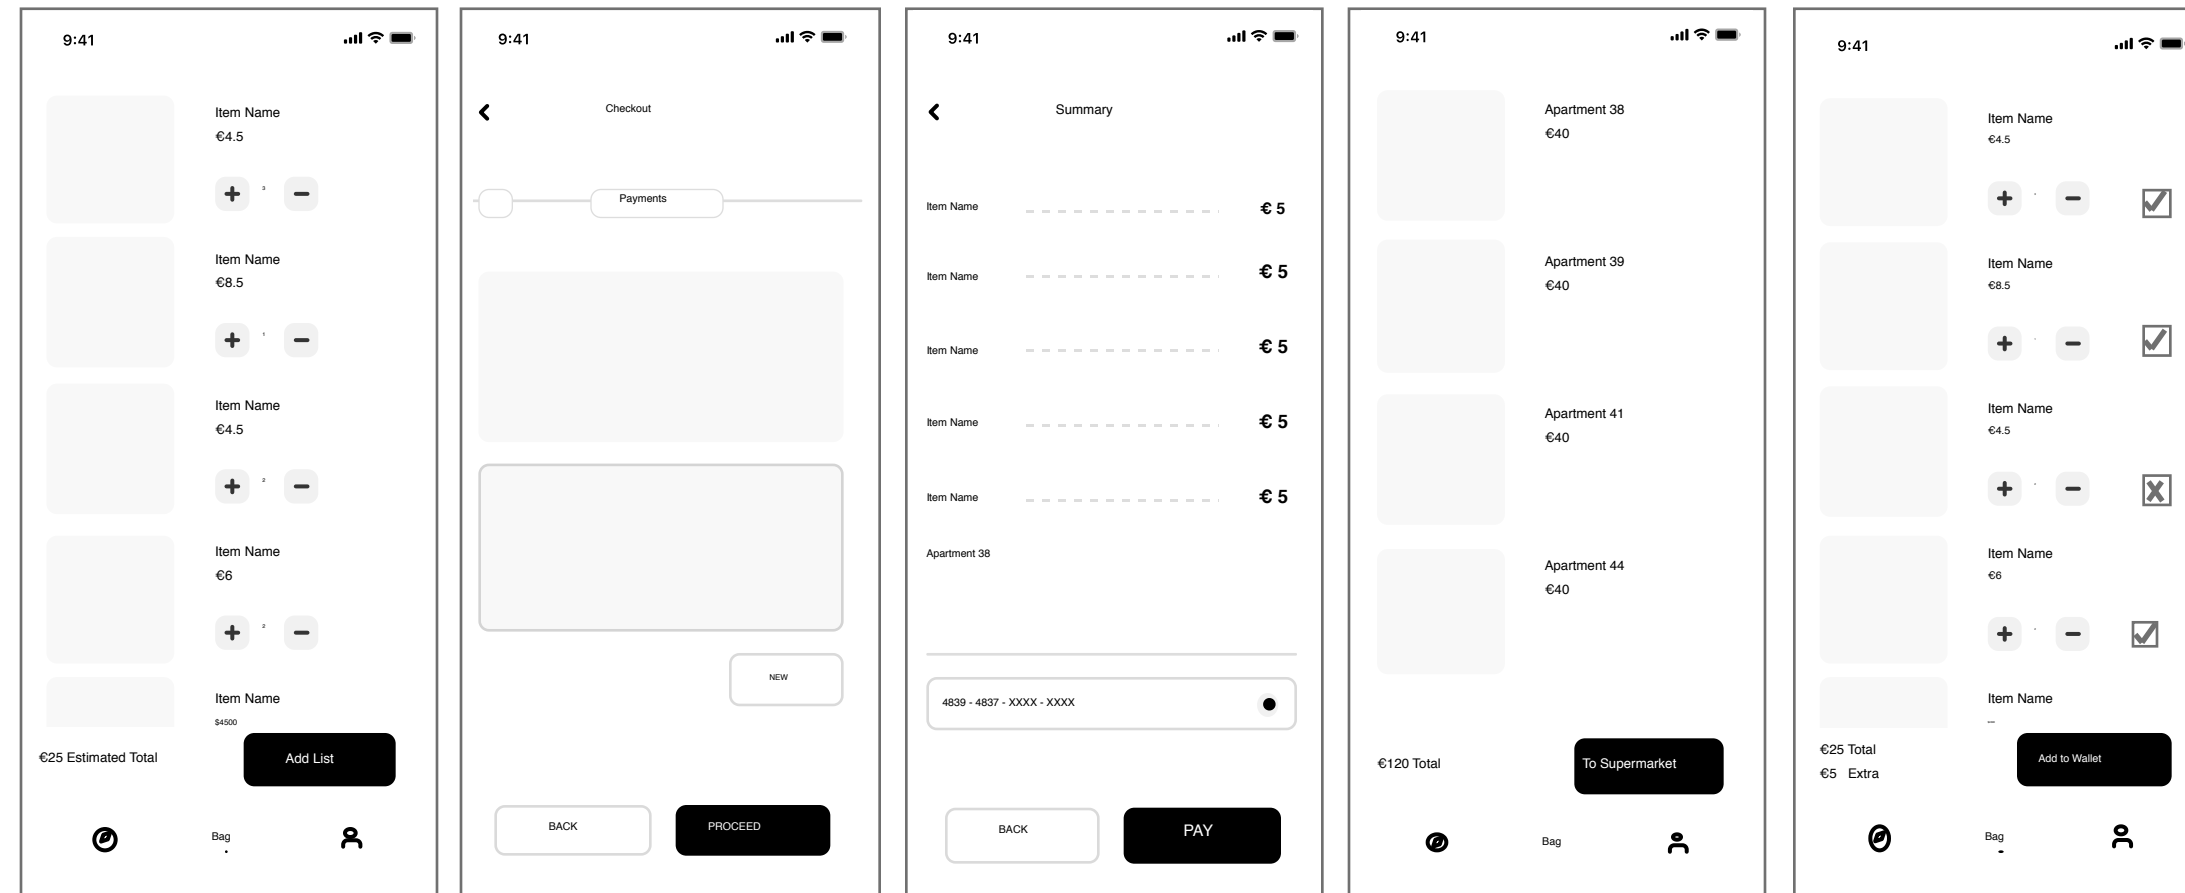 9:41
Item Name
€4.5
3
Item Name
€8.5
1
Item Name
€4.5
2
Item Name
€6
2
Item Name
$4500
€25 Estimated Total
Add List
Bag
9:41
Checkout
Payments
NEW
BACK
PROCEED
9:41
Summary
Item Name € 5
Item Name € 5
Item Name € 5
Item Name € 5
Item Name € 5
Apartment 38
4839 - 4837 - XXXX - XXXX
BACK
PAY
9:41
Apartment 38
€40
Apartment 39
€40
Apartment 41
€40
Apartment 44
€40
€120 Total
To Supermarket
Bag
9:41
Item Name
€4.5
Item Name
€8.5
Item Name
€4.5
Item Name
€6
Item Name
€25 Total
€5 Extra
Add to Wallet
Bag